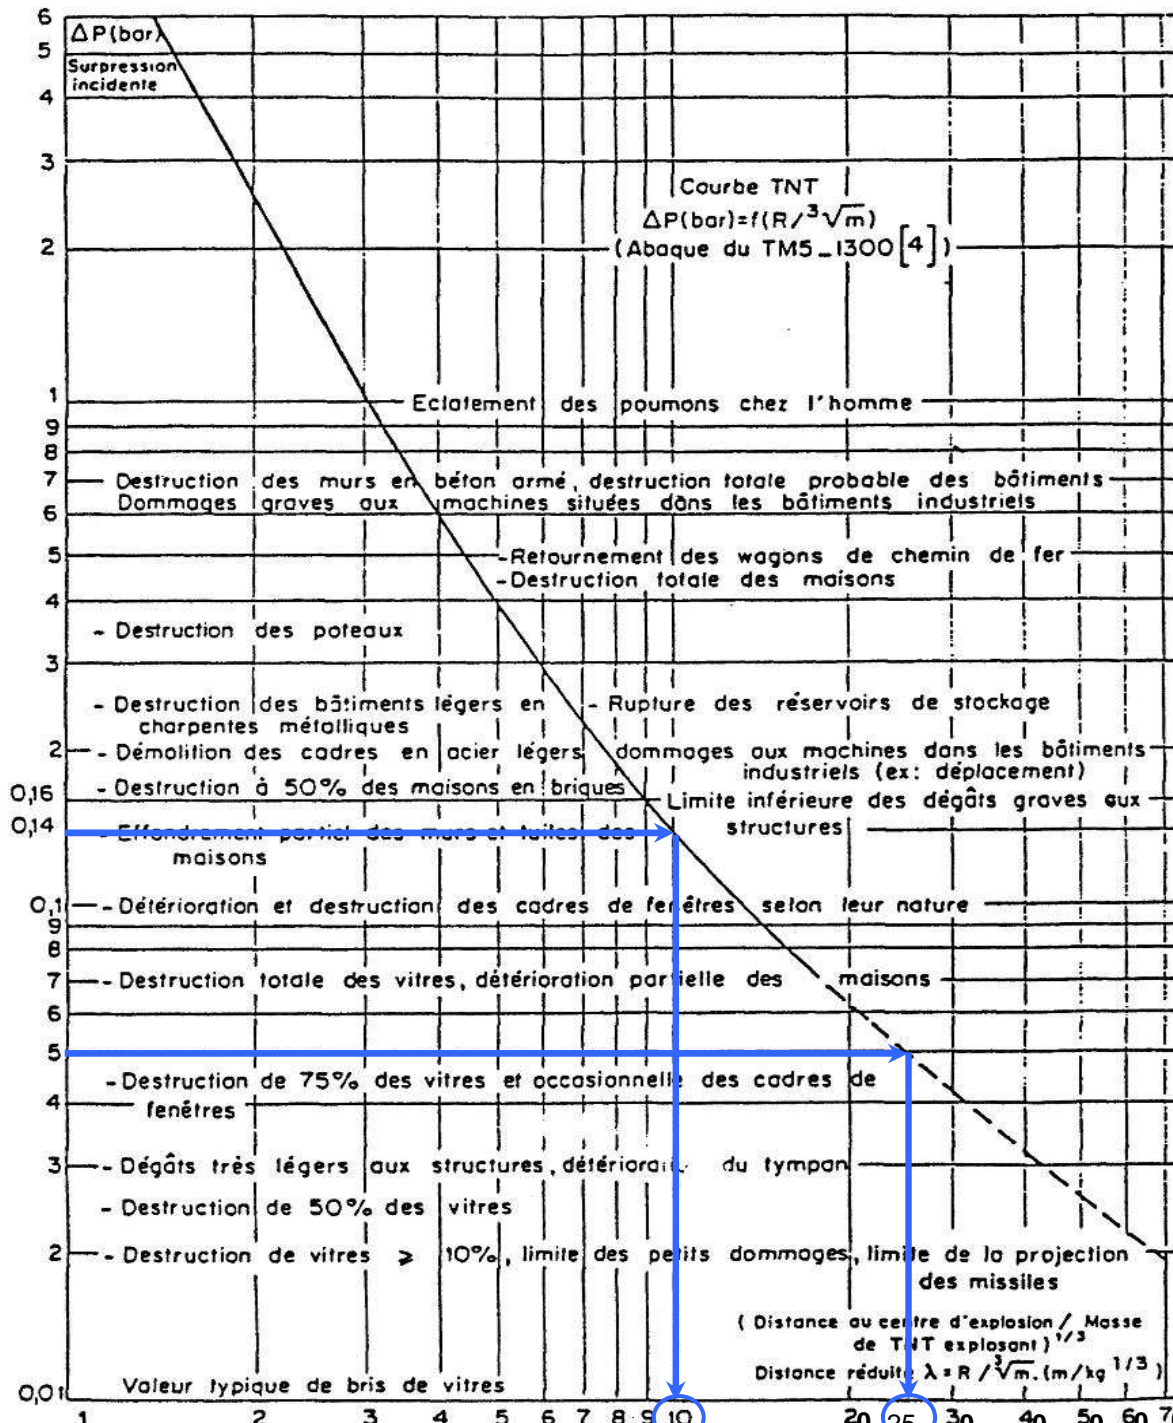 6
ΔP(bar)
5
Surpression
incidente
4
3
Courbe TNT
ΔP(bar)=f(R/³√m)
2
(Abaque du TM5_1300[4])
1
Eclatement des poumons chez l'homme
9
8
7 - Destruction des murs en béton armé, destruction totale probable des bâtiments
Dommages graves aux machines situées dans les bâtiments industriels
6
5
-Retournement des wagons de chemin de fer
-Destruction totale des maisons
4
- Destruction des poteaux
3
- Destruction des bâtiments légers en charpentes métalliques
- Rupture des réservoirs de stockage
2 - Démolition des cadres en acier légers, dommages aux machines dans les bâtiments
industriels (ex: déplacement)
- Destruction à 50% des maisons en briques
0,16
Limite inférieure des dégâts graves aux
structures
0,14
- Effondrement partiel des murs et tuiles des
maisons
0,1 - Détérioration et destruction des cadres de fenêtres selon leur nature
9
8
7 - Destruction totale des vitres, détérioration partielle des maisons
6
5
- Destruction de 75% des vitres et occasionnelle des cadres de
fenêtres
4
3 - Dégâts très légers aux structures, détériorati du tympan
- Destruction de 50% des vitres
2 - Destruction de vitres ≥ 10%, limite des petits dommages, limite de la projection
des missiles
(Distance au centre d'explosion / Masse
de TNT explosant)1/3
Distance réduite λ = R/³√m.(m/kg 1/3)
Valeur typique de bris de vitres
0,01
1 2 3 4 5 6 7 8 9 10 20 25 30 40 50 60 7